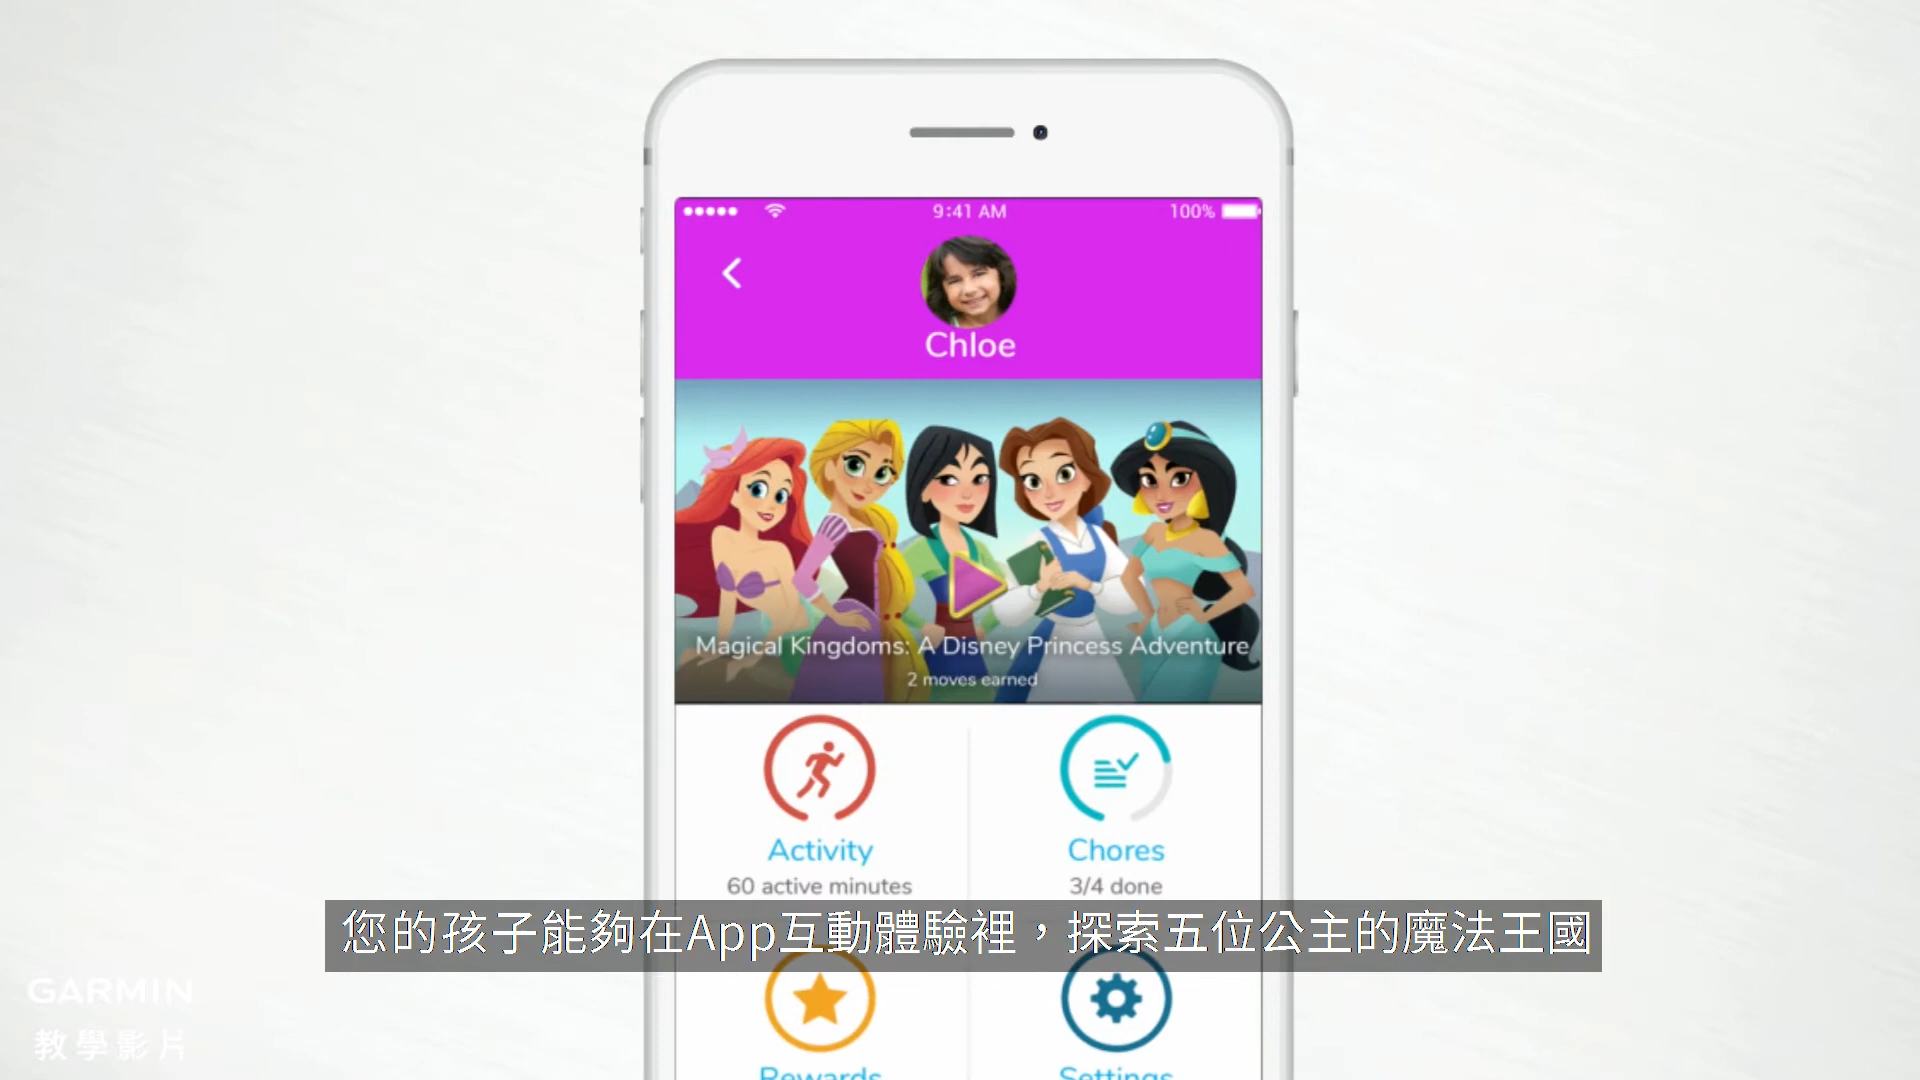 9:41 AM
100%
Chloe
Magical Kingdoms: A Disney Princess Adventure
2 moves earned
Activity
Chores
60 active minutes
3/4 done
您的孩子能夠在App互動體驗裡，探索五位公主的魔法王國
Rewards
Settings
GARMIN
教學影片